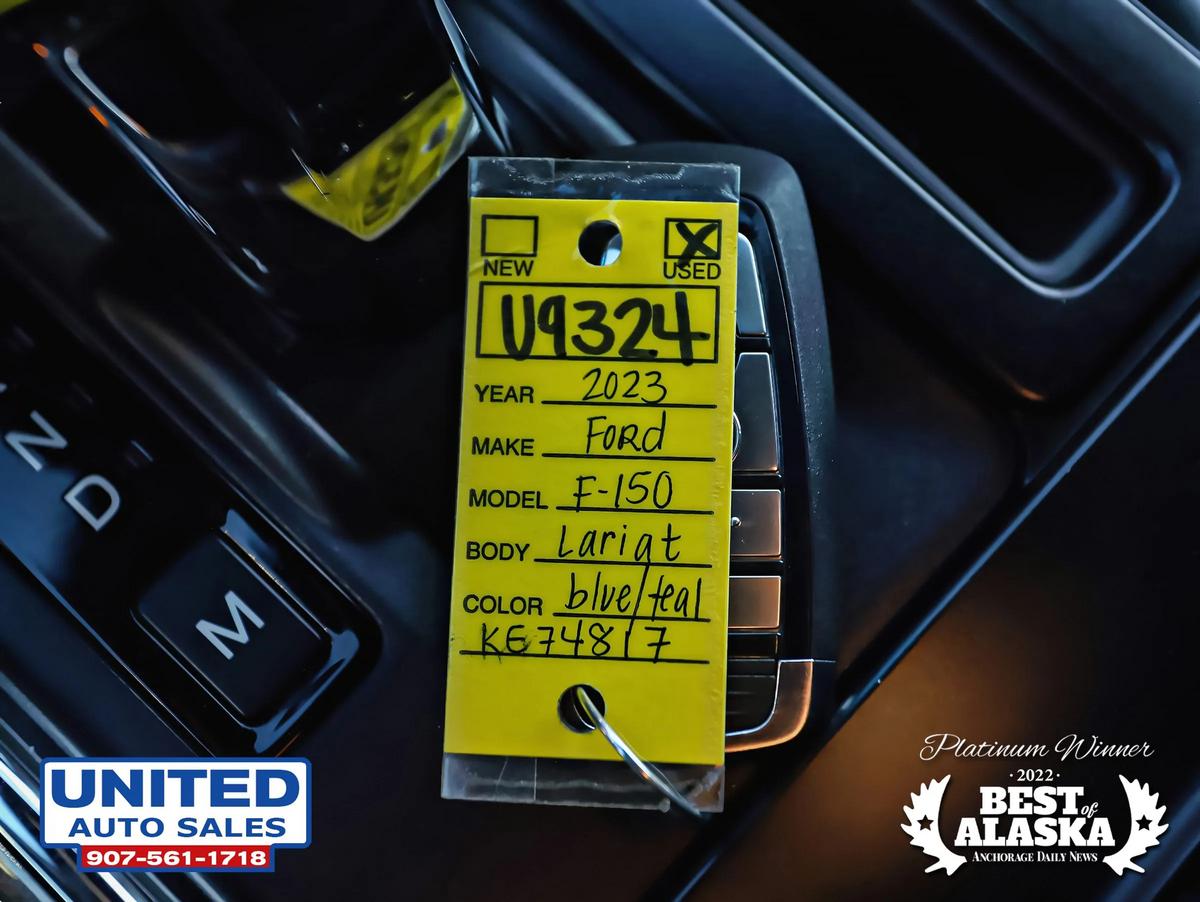 NEW
X
USED
U9324
YEAR 2023
MAKE Ford
MODEL F-150
BODY Lariat
COLOR blue/teal
KE74817
N
D
M
UNITED
AUTO SALES
907-561-1718
Platinum Winner
· 2022 ·
BEST of
ALASKA
ANCHORAGE DAILY NEWS